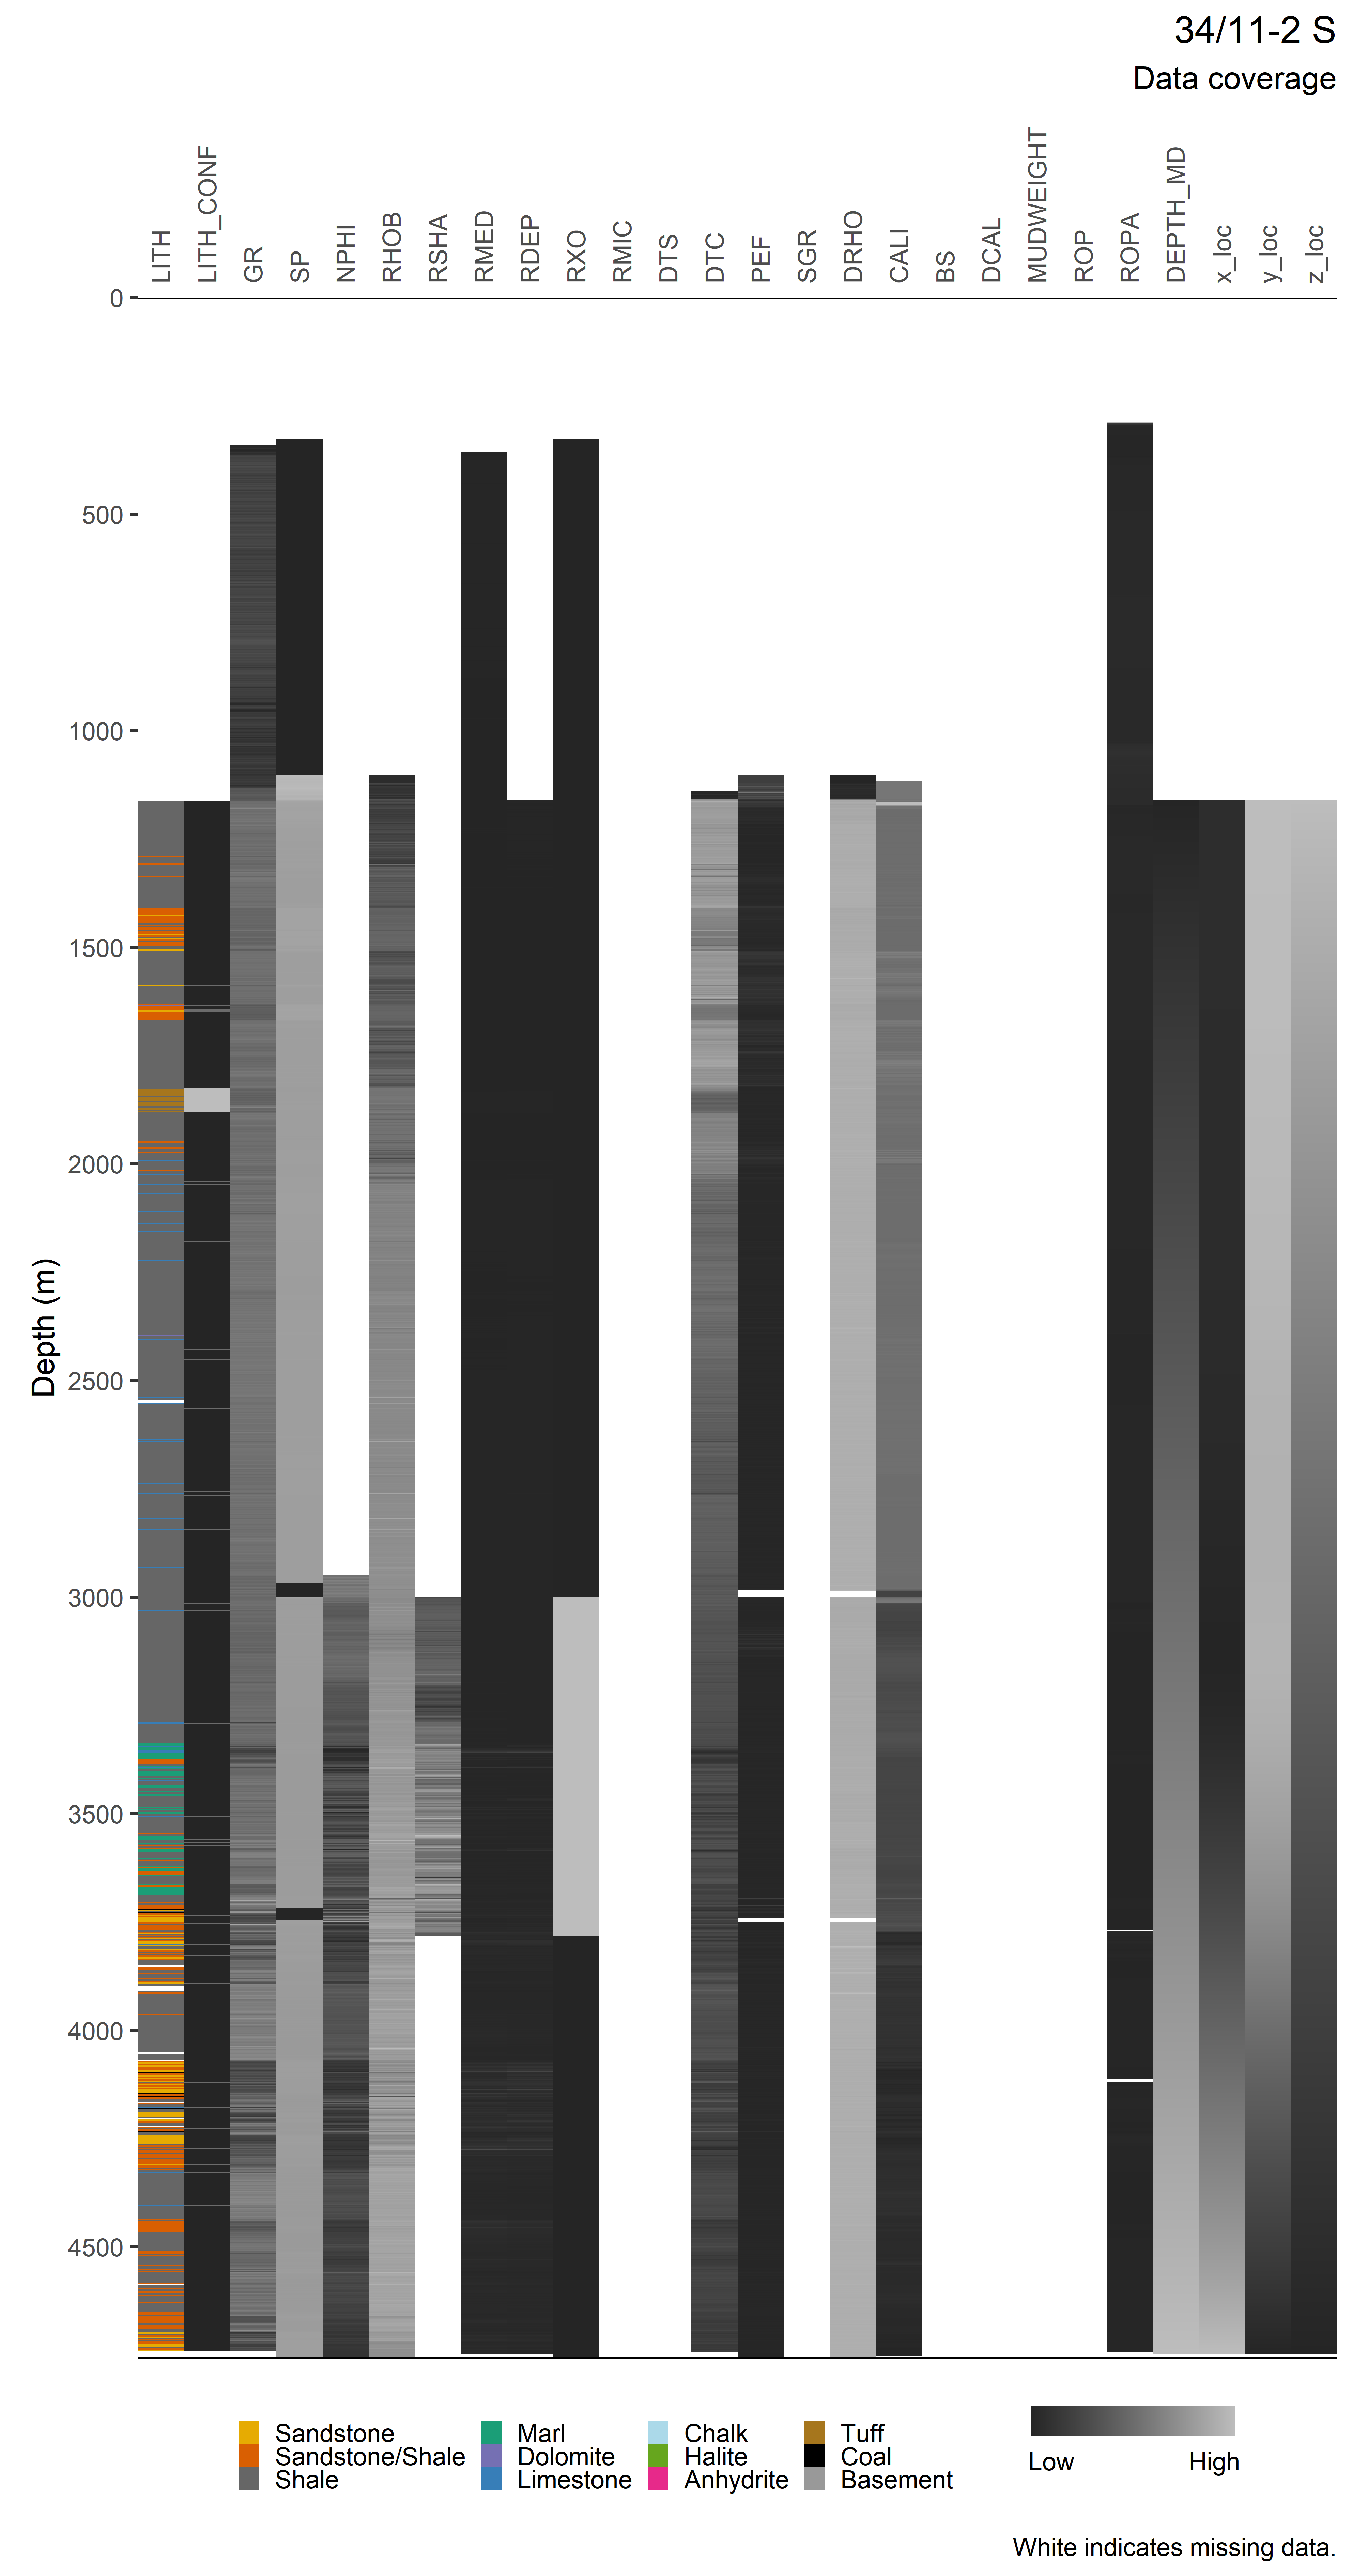 34/11-2 S
Data coverage
LITH
LITH_CONF
GR
SP
NPHI
RHOB
RSHA
RMED
RDEP
RXO
RMIC
DTS
DTC
PEF
SGR
DRHO
CALI
BS
DCAL
MUDWEIGHT
ROP
ROPA
DEPTH_MD
x_loc
y_loc
z_loc
0
500
1000
1500
2000
2500
3000
3500
4000
4500
Depth (m)
Sandstone Marl Chalk Tuff
Sandstone/Shale Dolomite Halite Coal
Shale Limestone Anhydrite Basement
Low High
White indicates missing data.